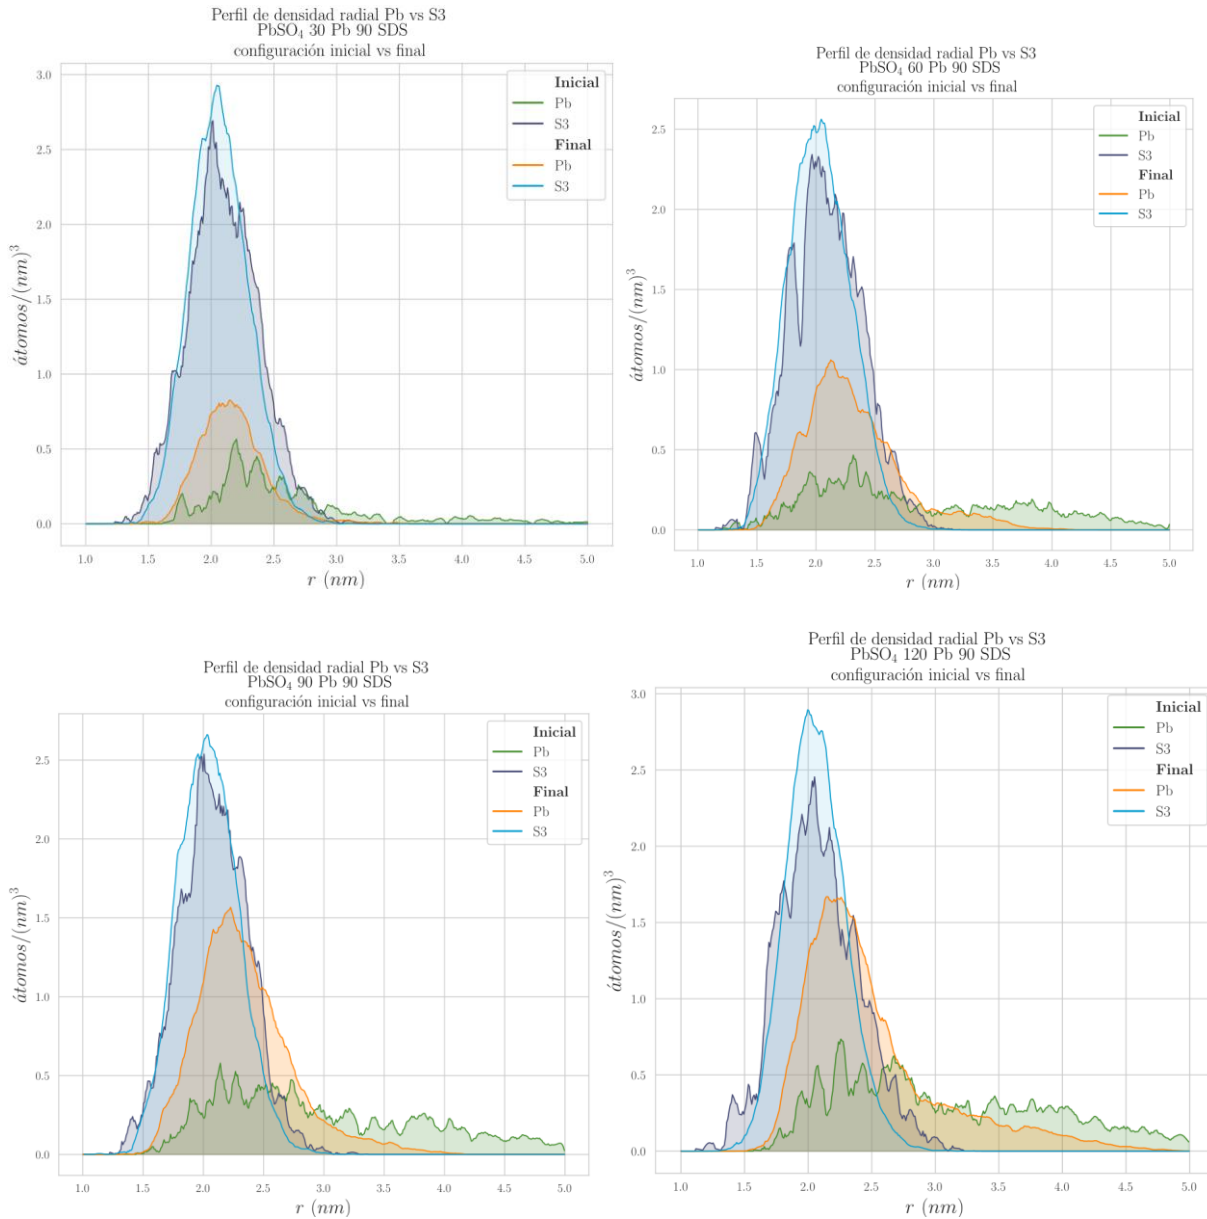 Perfil de densidad radial Pb vs S3
PbSO₄ 30 Pb 90 SDS
configuración inicial vs final
3.0
2.5
2.0
1.5
1.0
0.5
0.0
átomos/(nm)³
Inicial
Pb
S3
Final
Pb
S3
1.0 1.5 2.0 2.5 3.0 3.5 4.0 4.5 5.0
r (nm)
Perfil de densidad radial Pb vs S3
PbSO₄ 60 Pb 90 SDS
configuración inicial vs final
2.5
2.0
1.5
1.0
0.5
0.0
átomos/(nm)³
Inicial
Pb
S3
Final
Pb
S3
1.0 1.5 2.0 2.5 3.0 3.5 4.0 4.5 5.0
r (nm)
Perfil de densidad radial Pb vs S3
PbSO₄ 90 Pb 90 SDS
configuración inicial vs final
2.5
2.0
1.5
1.0
0.5
0.0
átomos/(nm)³
Inicial
Pb
S3
Final
Pb
S3
1.0 1.5 2.0 2.5 3.0 3.5 4.0 4.5 5.0
r (nm)
Perfil de densidad radial Pb vs S3
PbSO₄ 120 Pb 90 SDS
configuración inicial vs final
3.0
2.5
2.0
1.5
1.0
0.5
0.0
átomos/(nm)³
Inicial
Pb
S3
Final
Pb
S3
1.0 1.5 2.0 2.5 3.0 3.5 4.0 4.5 5.0
r (nm)